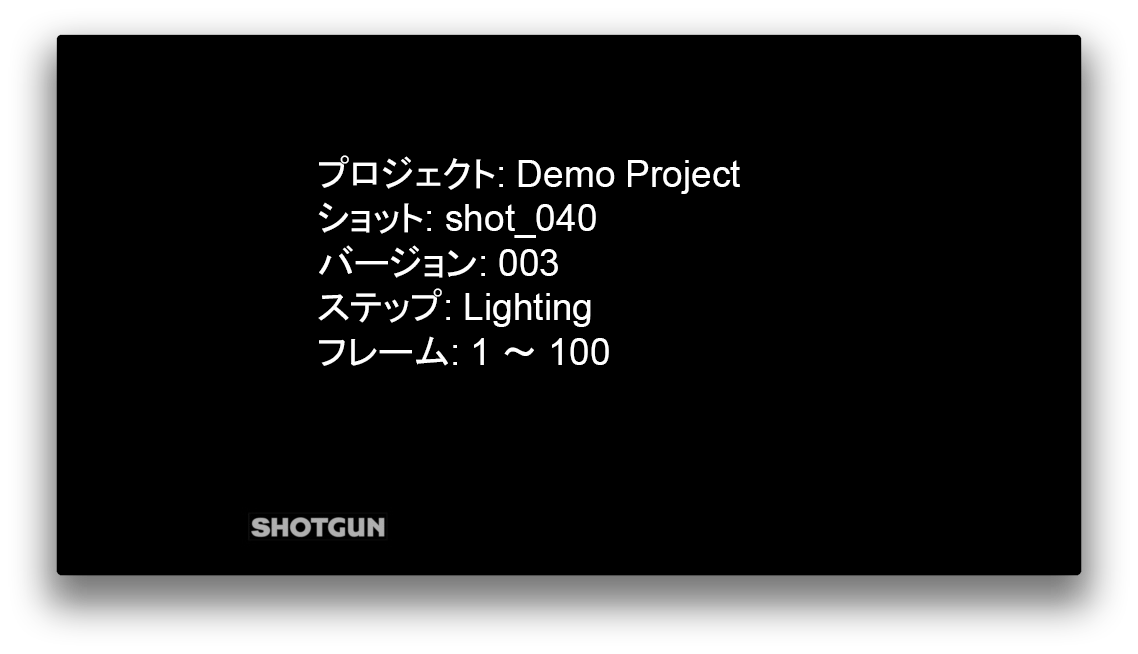 プロジェクト: Demo Project
ショット: shot_040
バージョン: 003
ステップ: Lighting
フレーム: 1 ～ 100
SHOTGUN